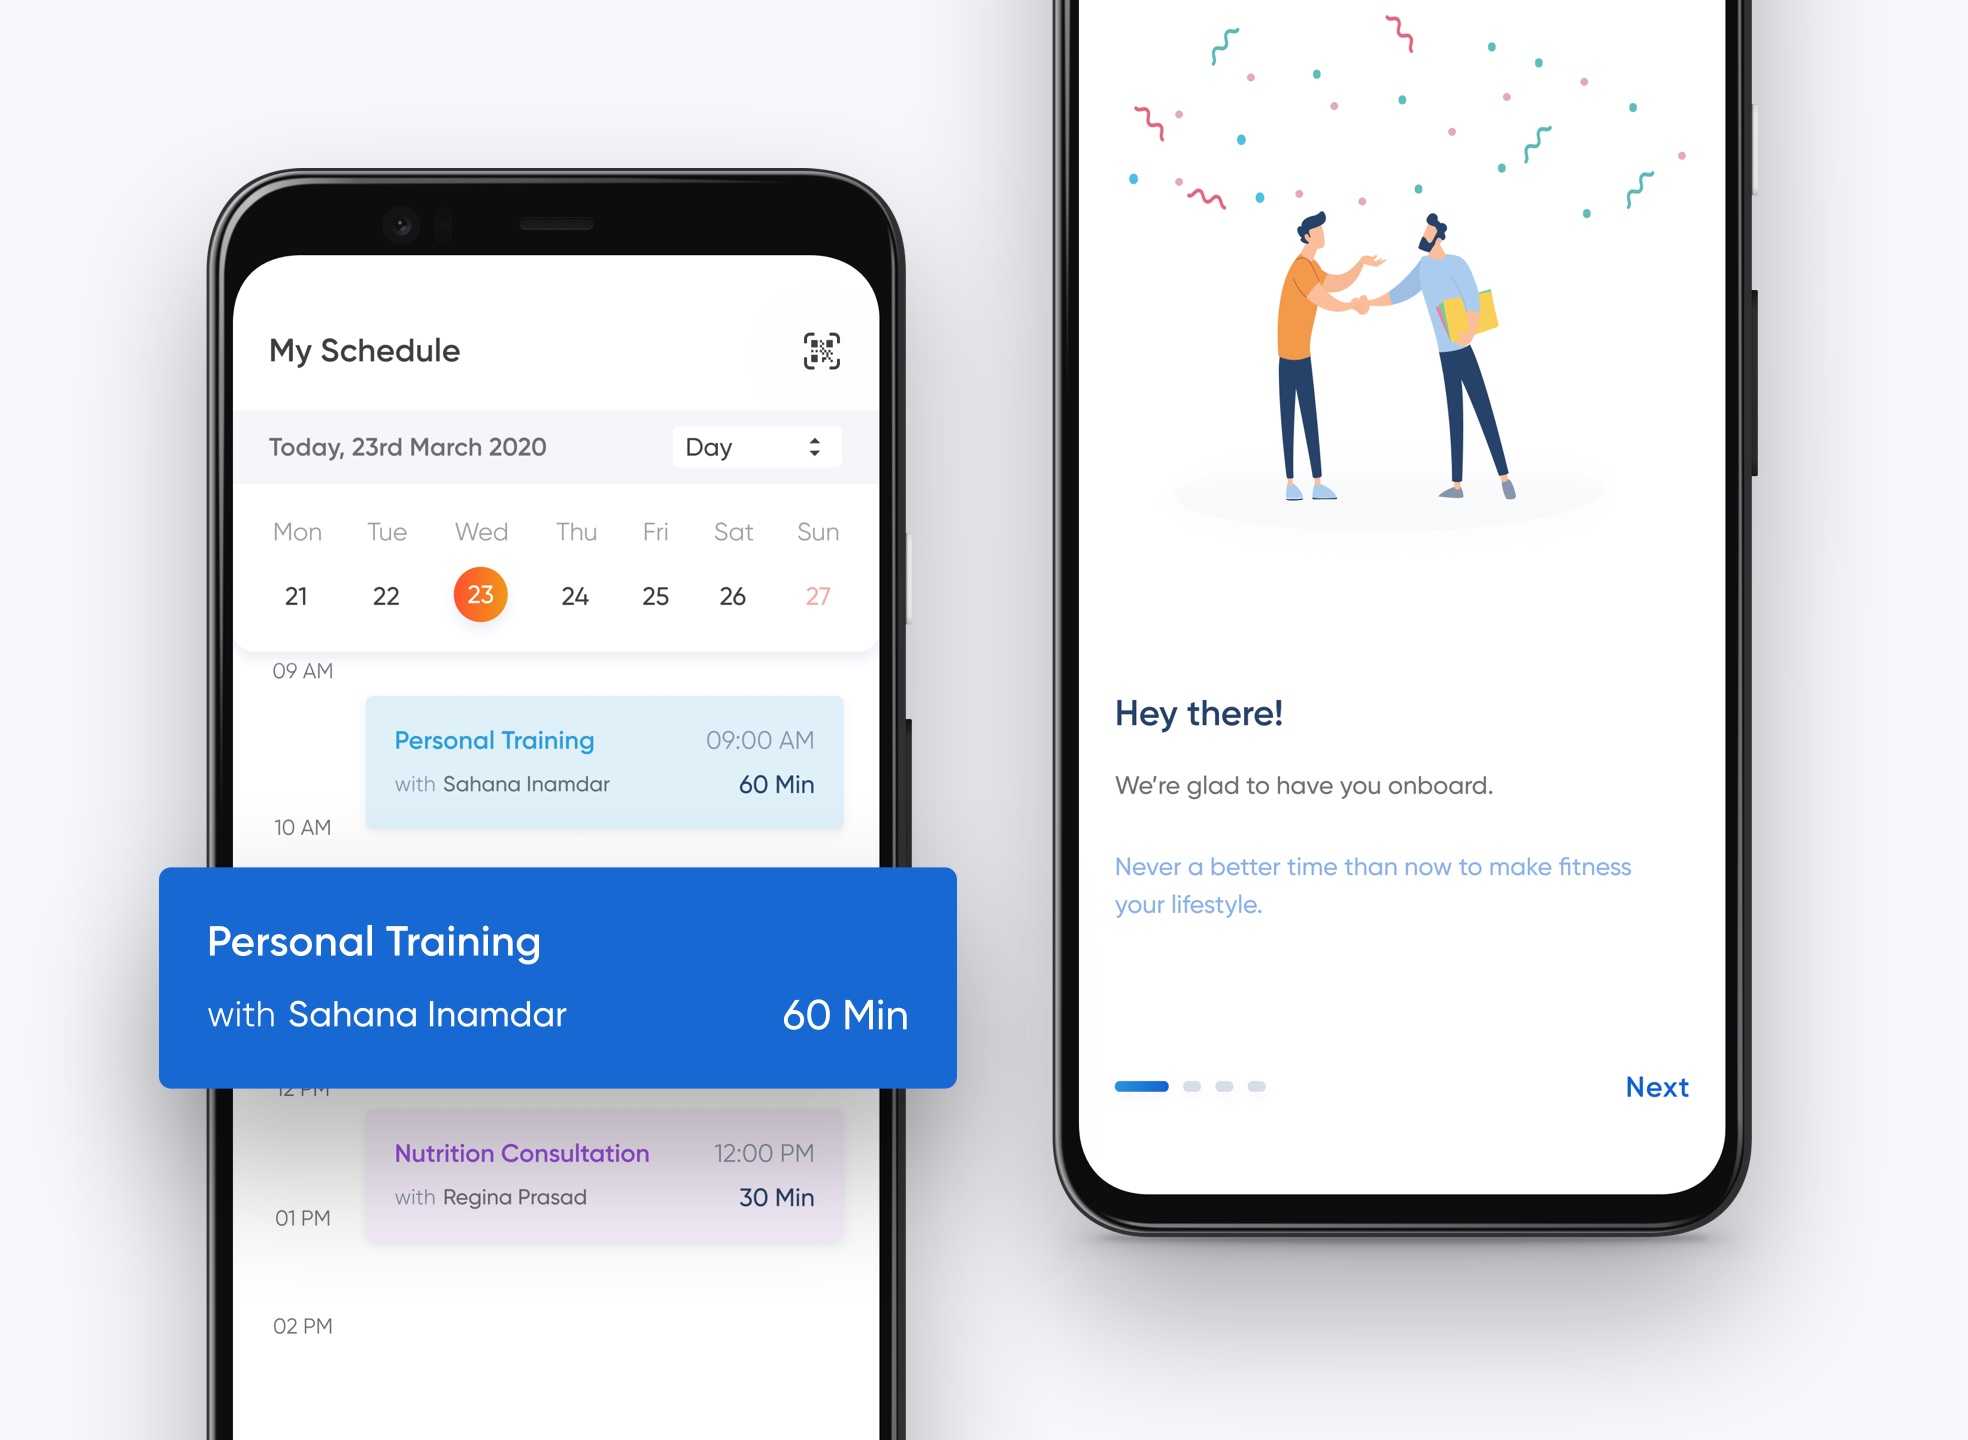 My Schedule
Today, 23rd March 2020
Day
Mon Tue Wed Thu Fri Sat Sun
21 22 23 24 25 26 27
09 AM
Personal Training 09:00 AM
with Sahana Inamdar 60 Min
10 AM
Personal Training
with Sahana Inamdar 60 Min
12 PM
Nutrition Consultation 12:00 PM
with Regina Prasad 30 Min
01 PM
02 PM
Hey there!
We’re glad to have you onboard.
Never a better time than now to make fitness
your lifestyle.
Next